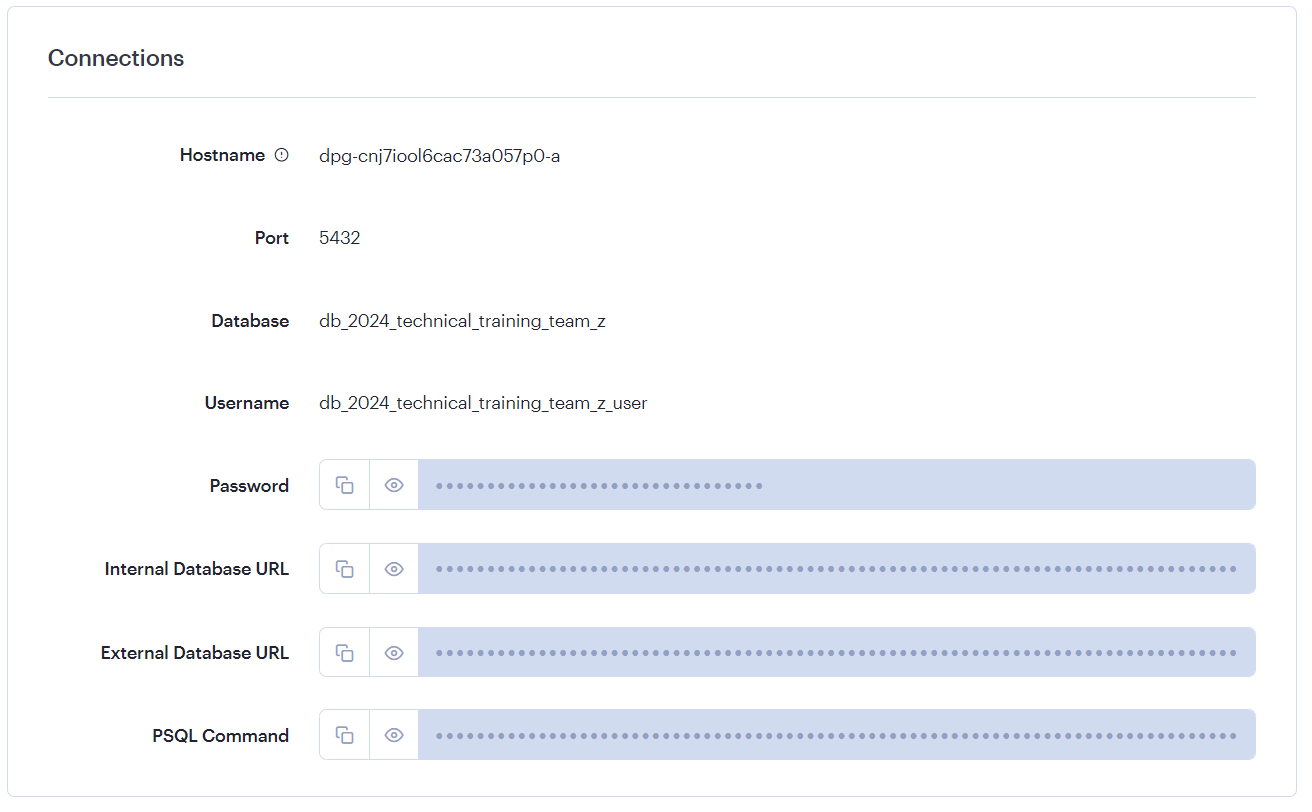 Connections
Hostname dpg-cnj7iool6cac73a057p0-a
Port 5432
Database db_2024_technical_training_team_z
Username db_2024_technical_training_team_z_user
Password
Internal Database URL
External Database URL
PSQL Command